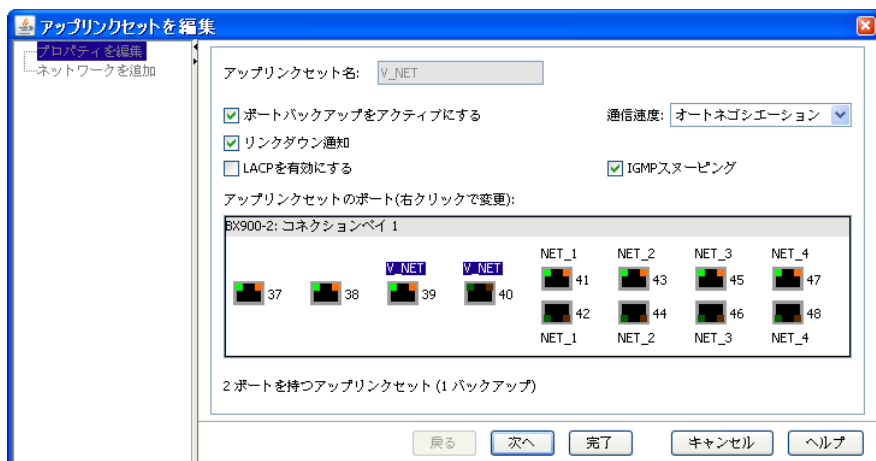 アップリンクセットを編集
プロパティを編集
ネットワークを追加
アップリンクセット名: V_NET
ポートバックアップをアクティブにする 通信速度: オートネゴシエーション
リンクダウン通知
LACPを有効にする IGMPスヌーピング
アップリンクセットのポート(右クリックで変更):
BX900-2: コネクションベイ 1
V_NET V_NET NET_1 NET_2 NET_3 NET_4
37 38 39 40 41 43 45 47
42 44 46 48
NET_1 NET_2 NET_3 NET_4
2 ポートを持つアップリンクセット (1 バックアップ)
戻る 次へ 完了 キャンセル ヘルプ